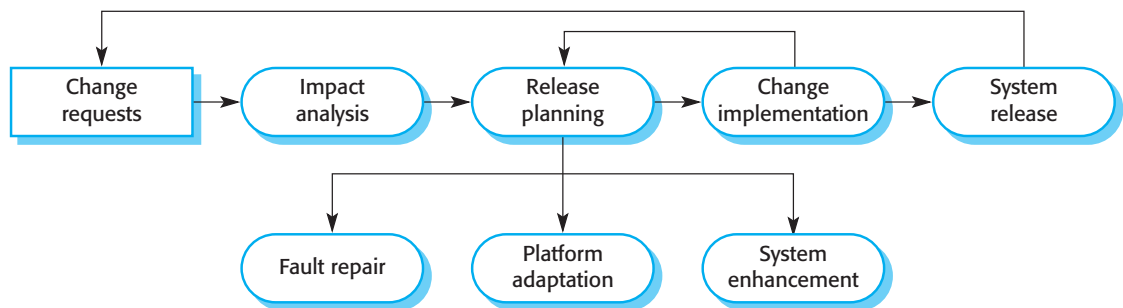 Change
requests
Impact
analysis
Release
planning
Change
implementation
System
release
Fault repair
Platform
adaptation
System
enhancement